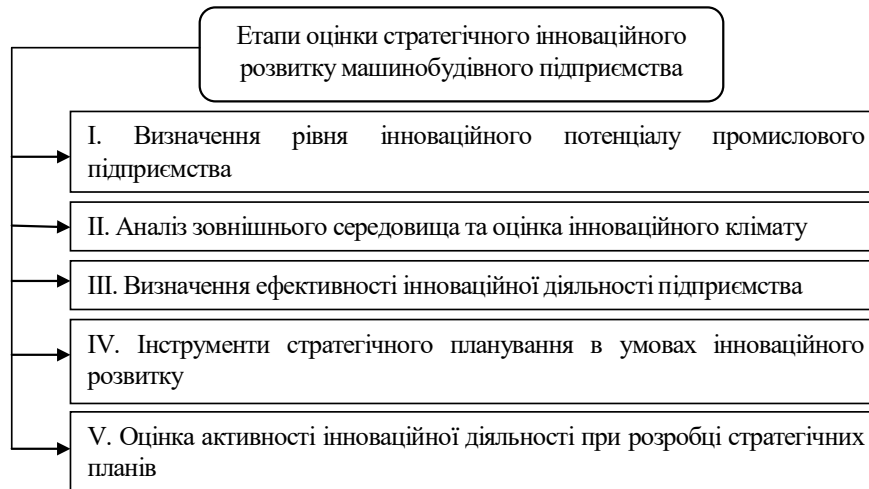 Етапи оцінки стратегічного інноваційного
розвитку машинобудівного підприємства
I. Визначення рівня інноваційного потенціалу промислового
підприємства
II. Аналіз зовнішнього середовища та оцінка інноваційного клімату
III. Визначення ефективності інноваційної діяльності підприємства
IV. Інструменти стратегічного планування в умовах інноваційного
розвитку
V. Оцінка активності інноваційної діяльності при розробці стратегічних
планів